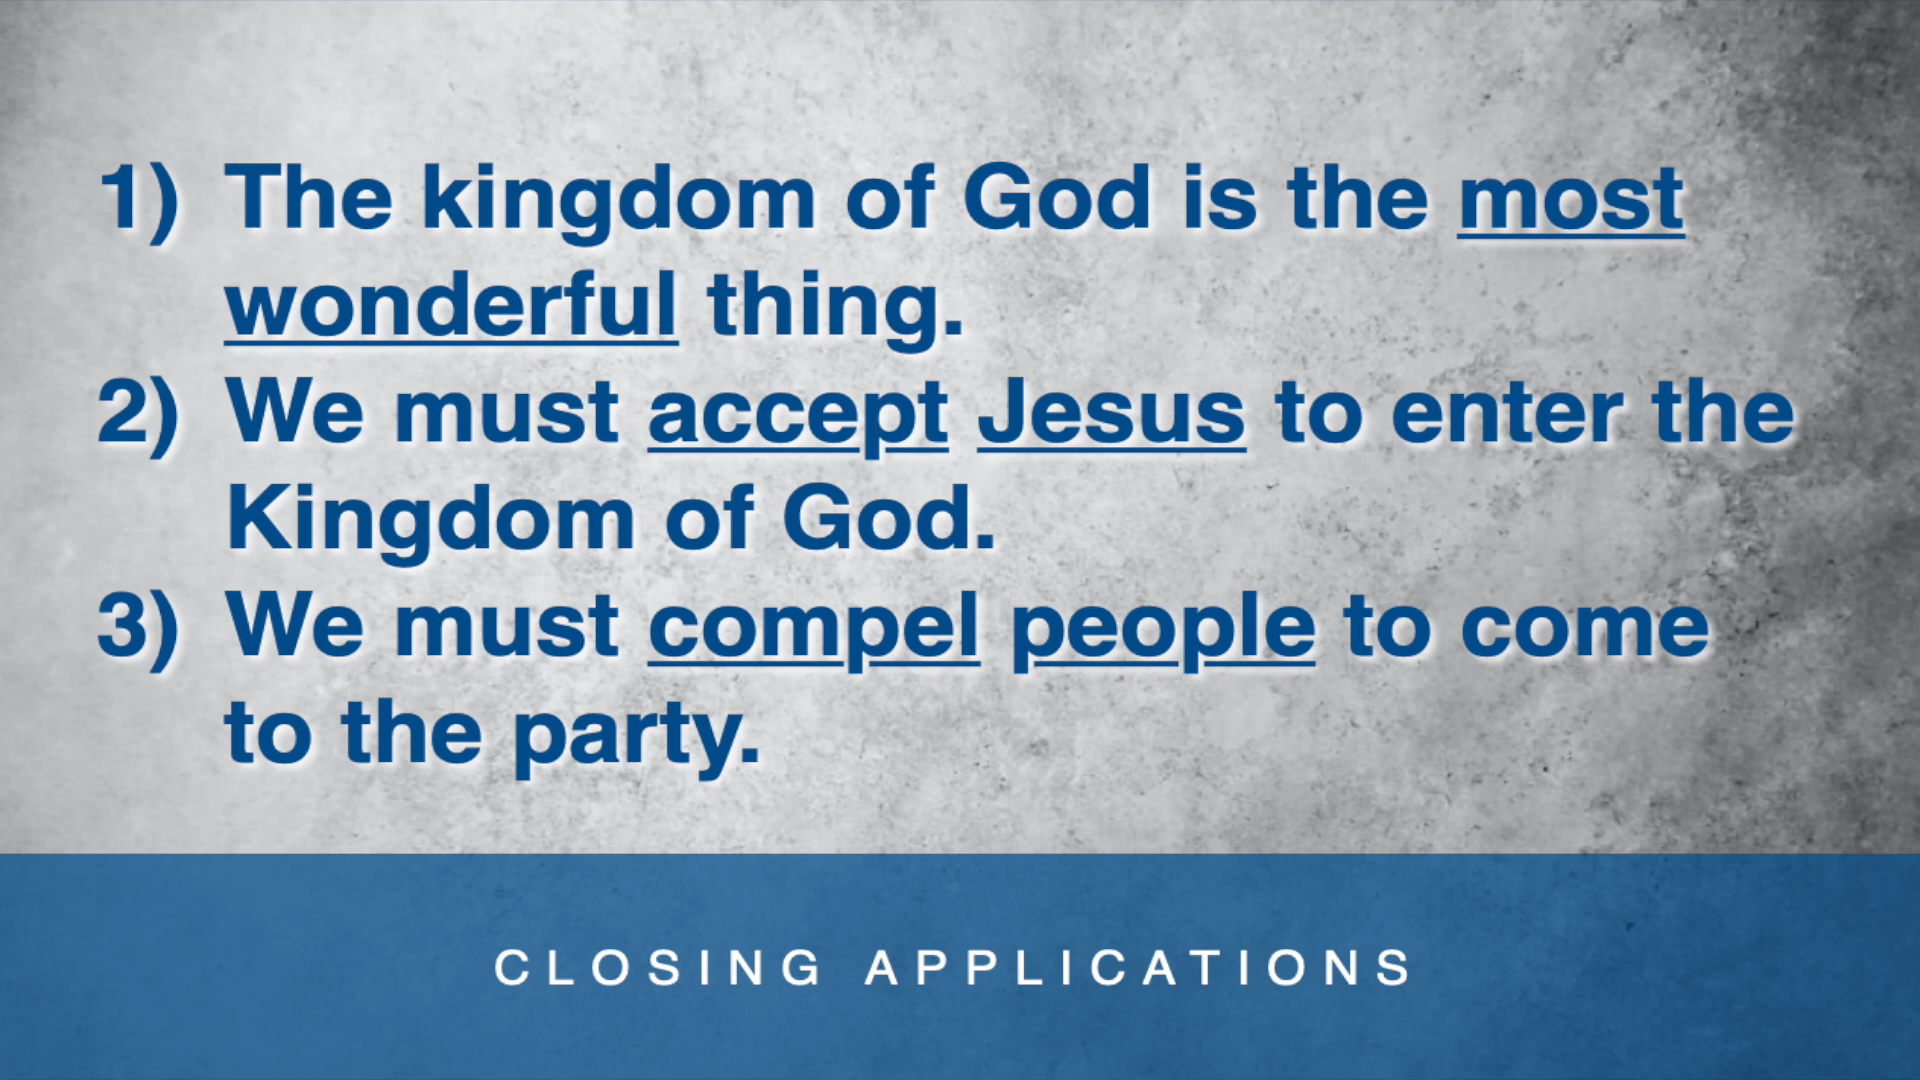 1) The kingdom of God is the most
wonderful thing.
2) We must accept Jesus to enter the
Kingdom of God.
3) We must compel people to come
to the party.
CLOSING APPLICATIONS